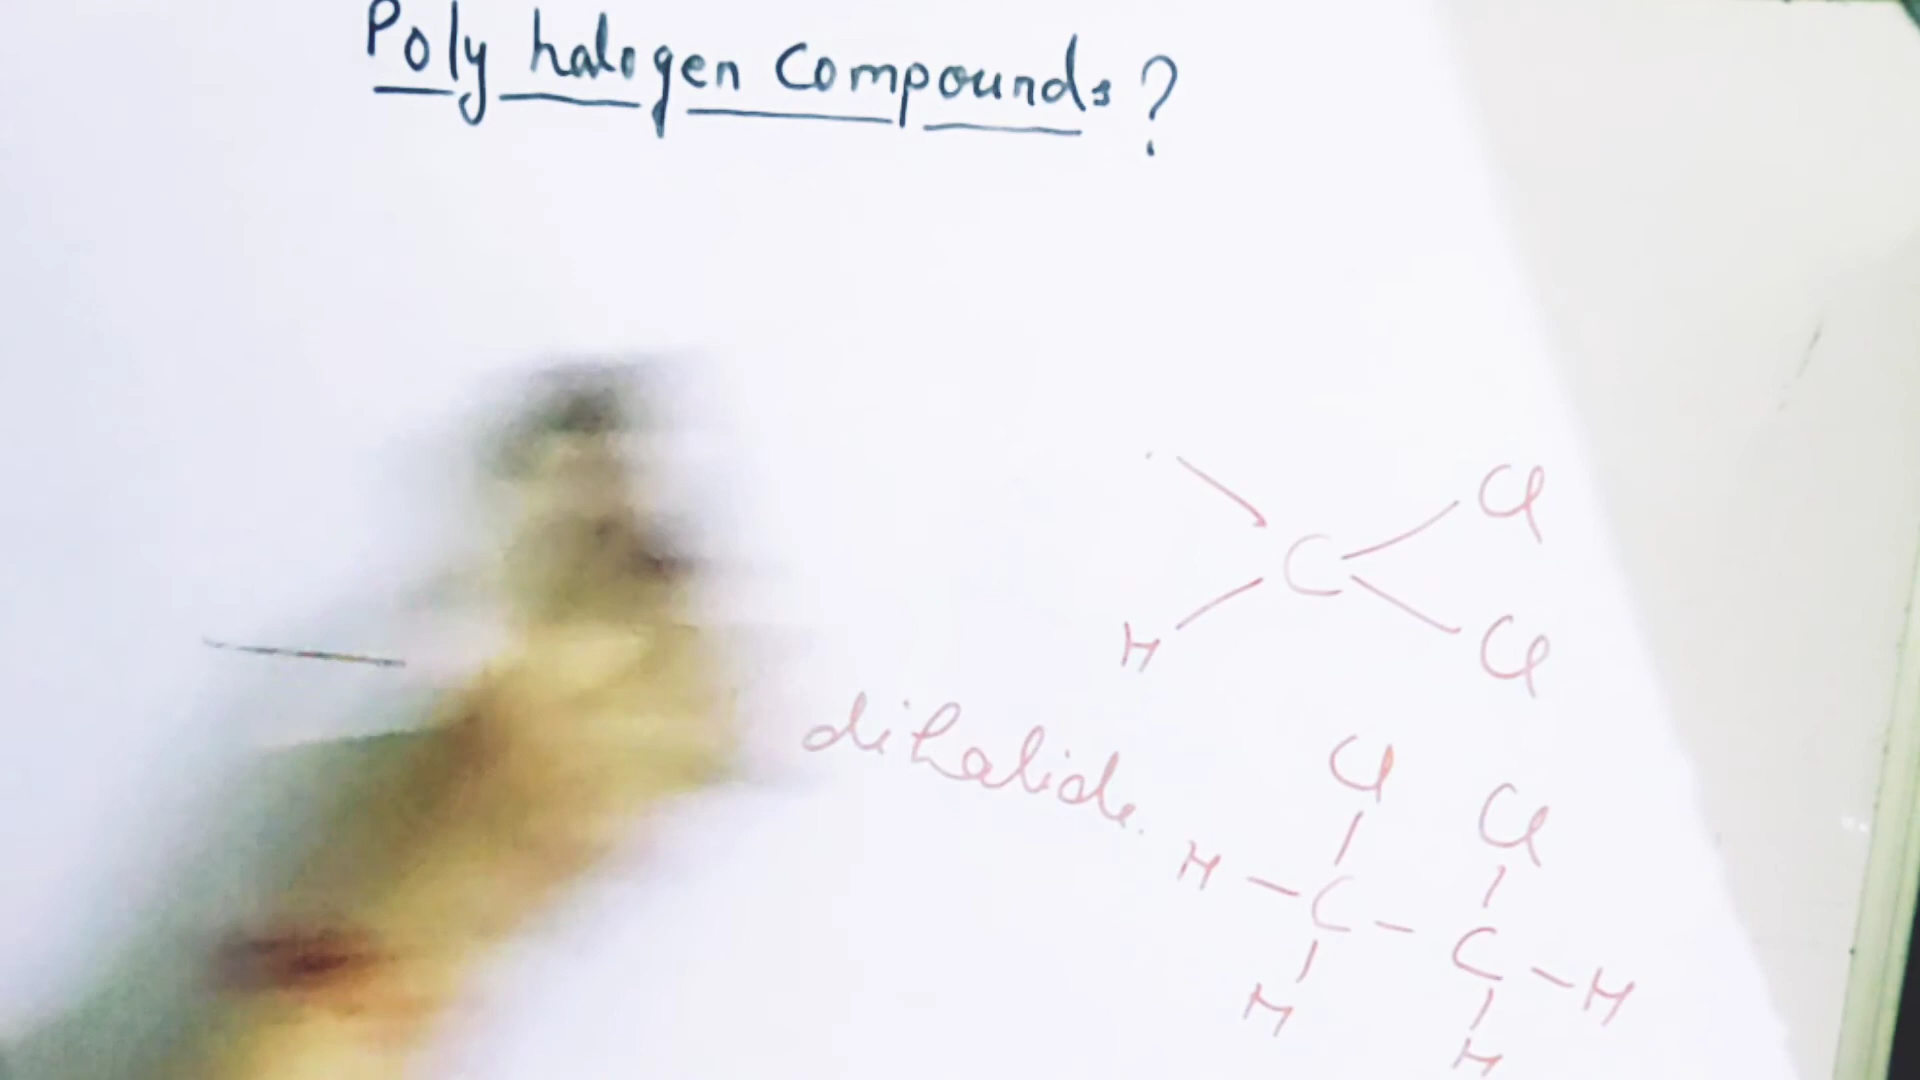 Poly halogen Compounds?
Cl
C
H
Cl
dihalide.
Cl
Cl
H - C - C - H
H
H